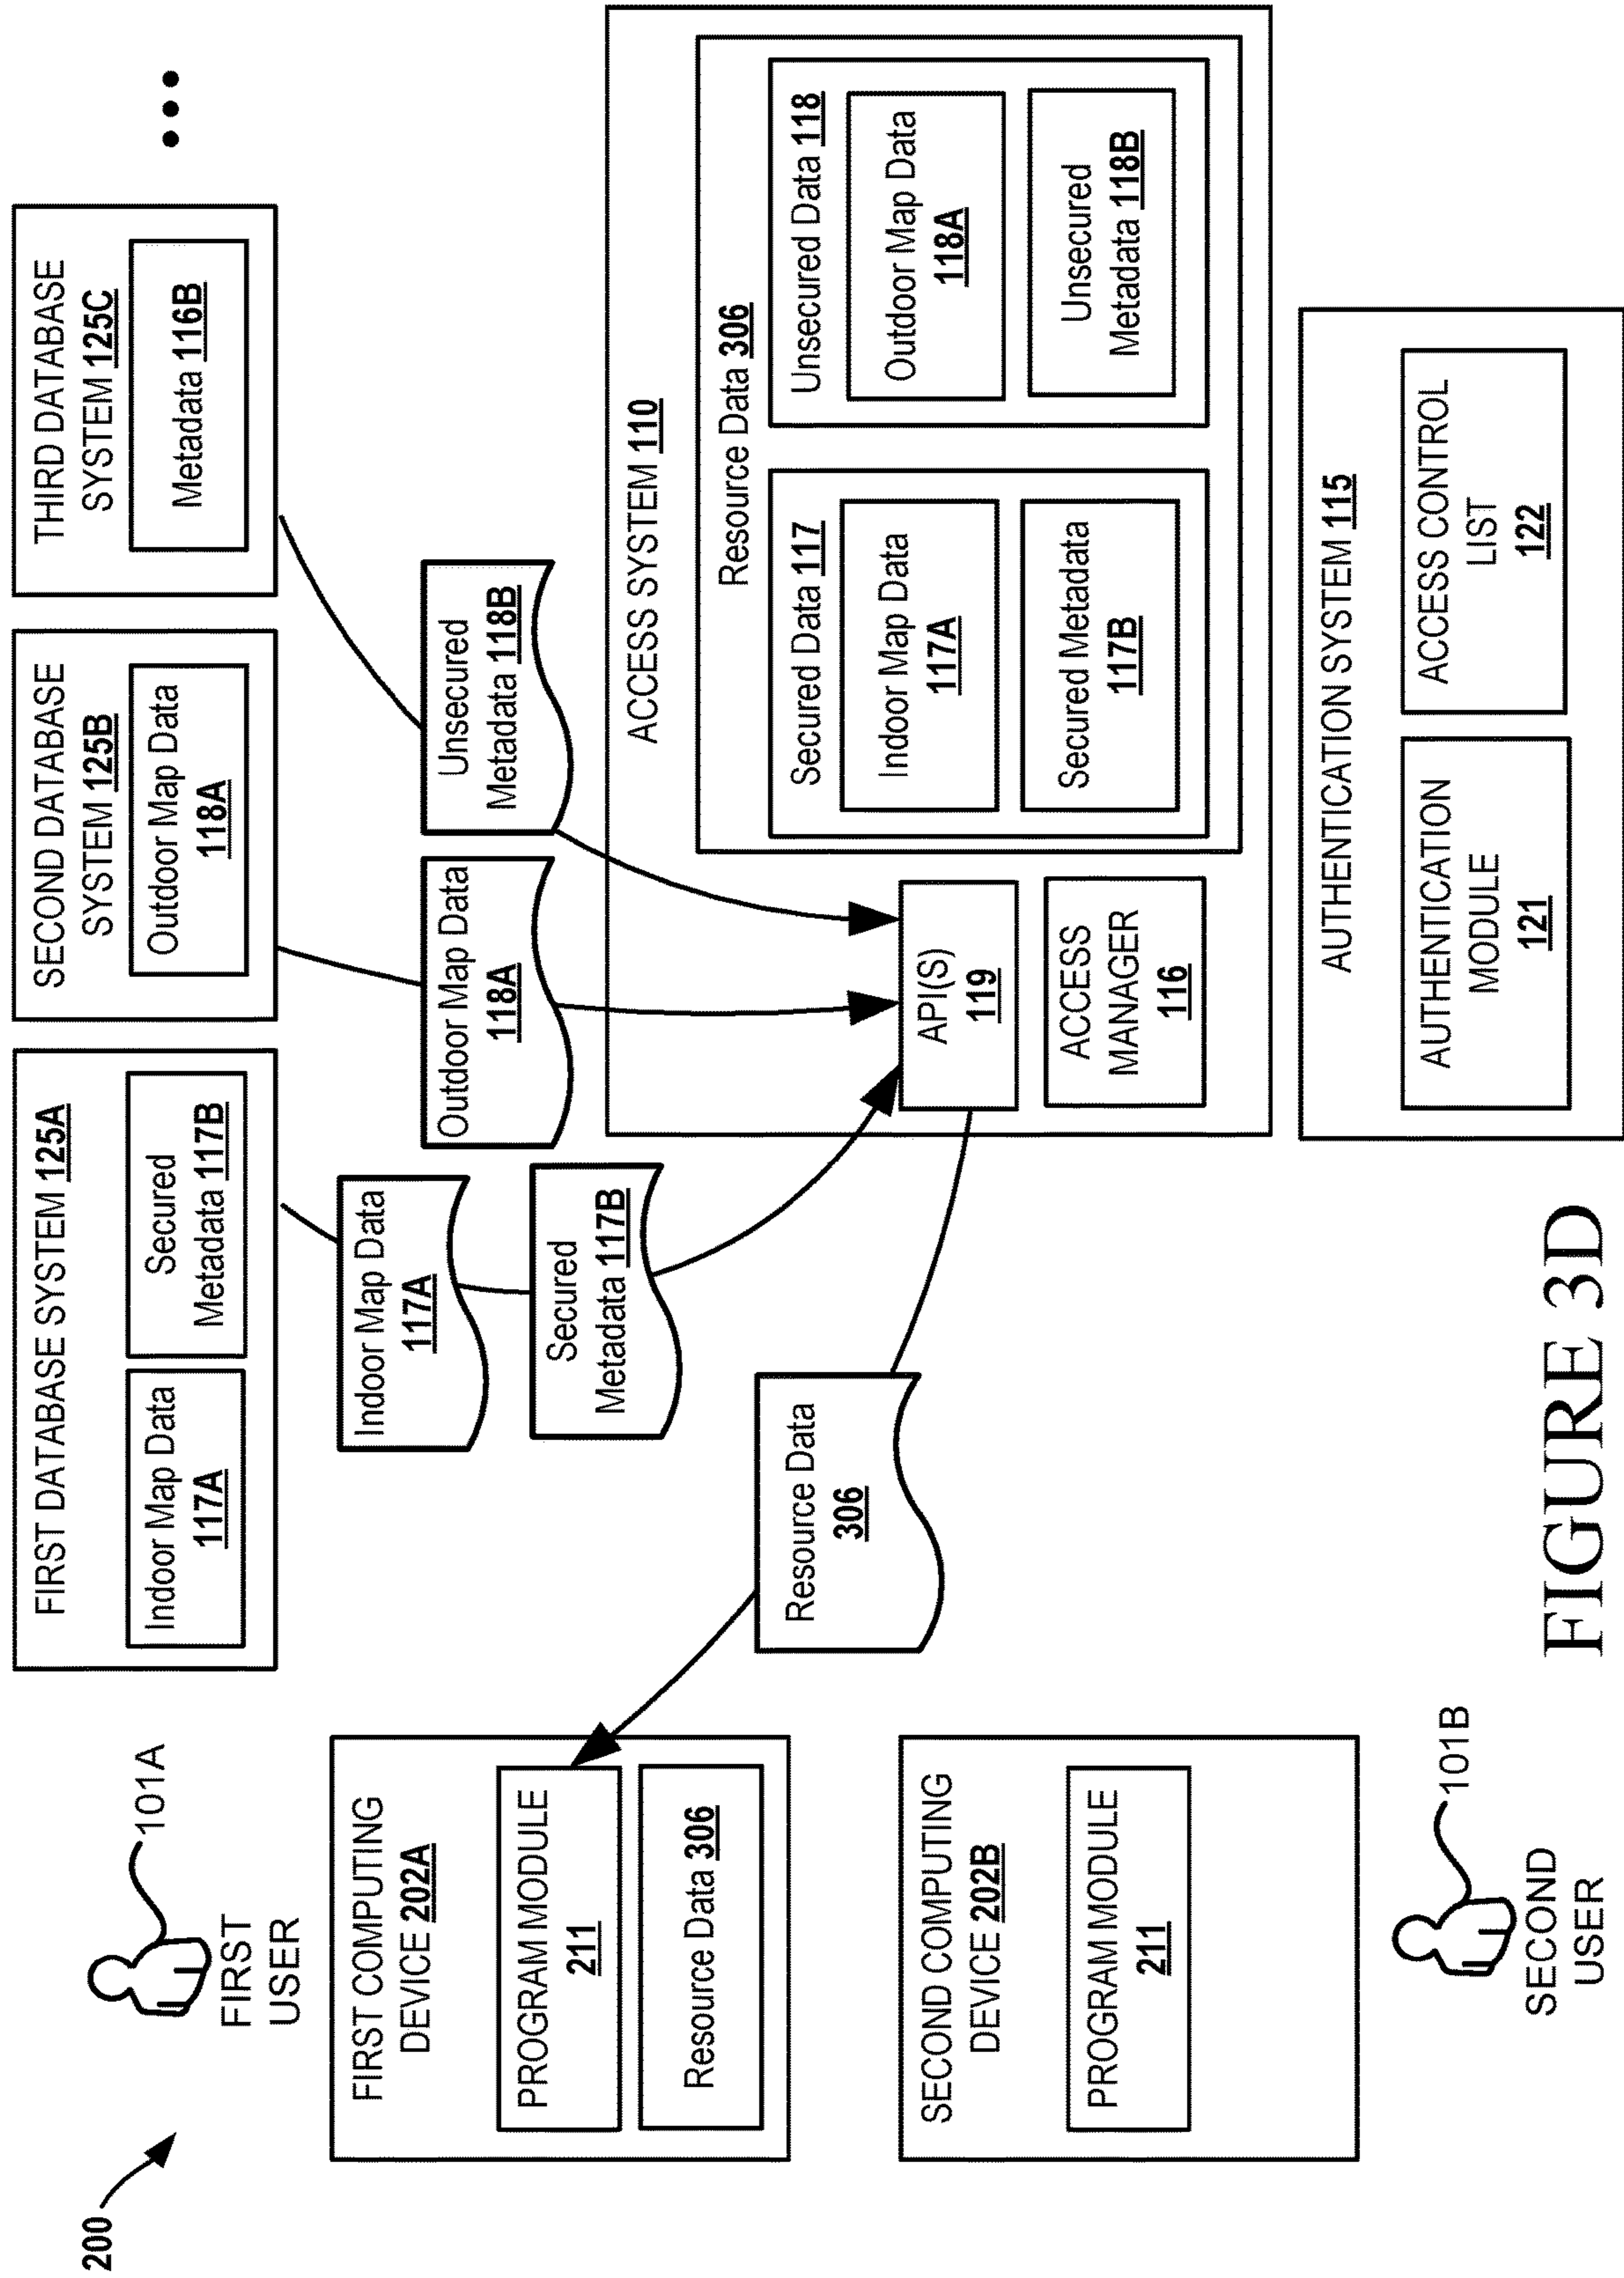 200
101A
FIRST
USER
FIRST COMPUTING
DEVICE 202A
PROGRAM MODULE
211
Resource Data 306
SECOND COMPUTING
DEVICE 202B
PROGRAM MODULE
211
101B
SECOND
USER
FIRST DATABASE SYSTEM 125A
Indoor Map Data
117A
Secured
Metadata 117B
SECOND DATABASE
SYSTEM 125B
Outdoor Map Data
118A
THIRD DATABASE
SYSTEM 125C
Metadata 116B
Indoor Map Data
117A
Secured
Metadata 117B
Outdoor Map Data
118A
Unsecured
Metadata 118B
Resource Data
306
ACCESS SYSTEM 110
API(S)
119
ACCESS
MANAGER
116
Resource Data 306
Secured Data 117
Indoor Map Data
117A
Secured Metadata
117B
Unsecured Data 118
Outdoor Map Data
118A
Unsecured
Metadata 118B
AUTHENTICATION SYSTEM 115
AUTHENTICATION
MODULE
121
ACCESS CONTROL
LIST
122
FIGURE 3D